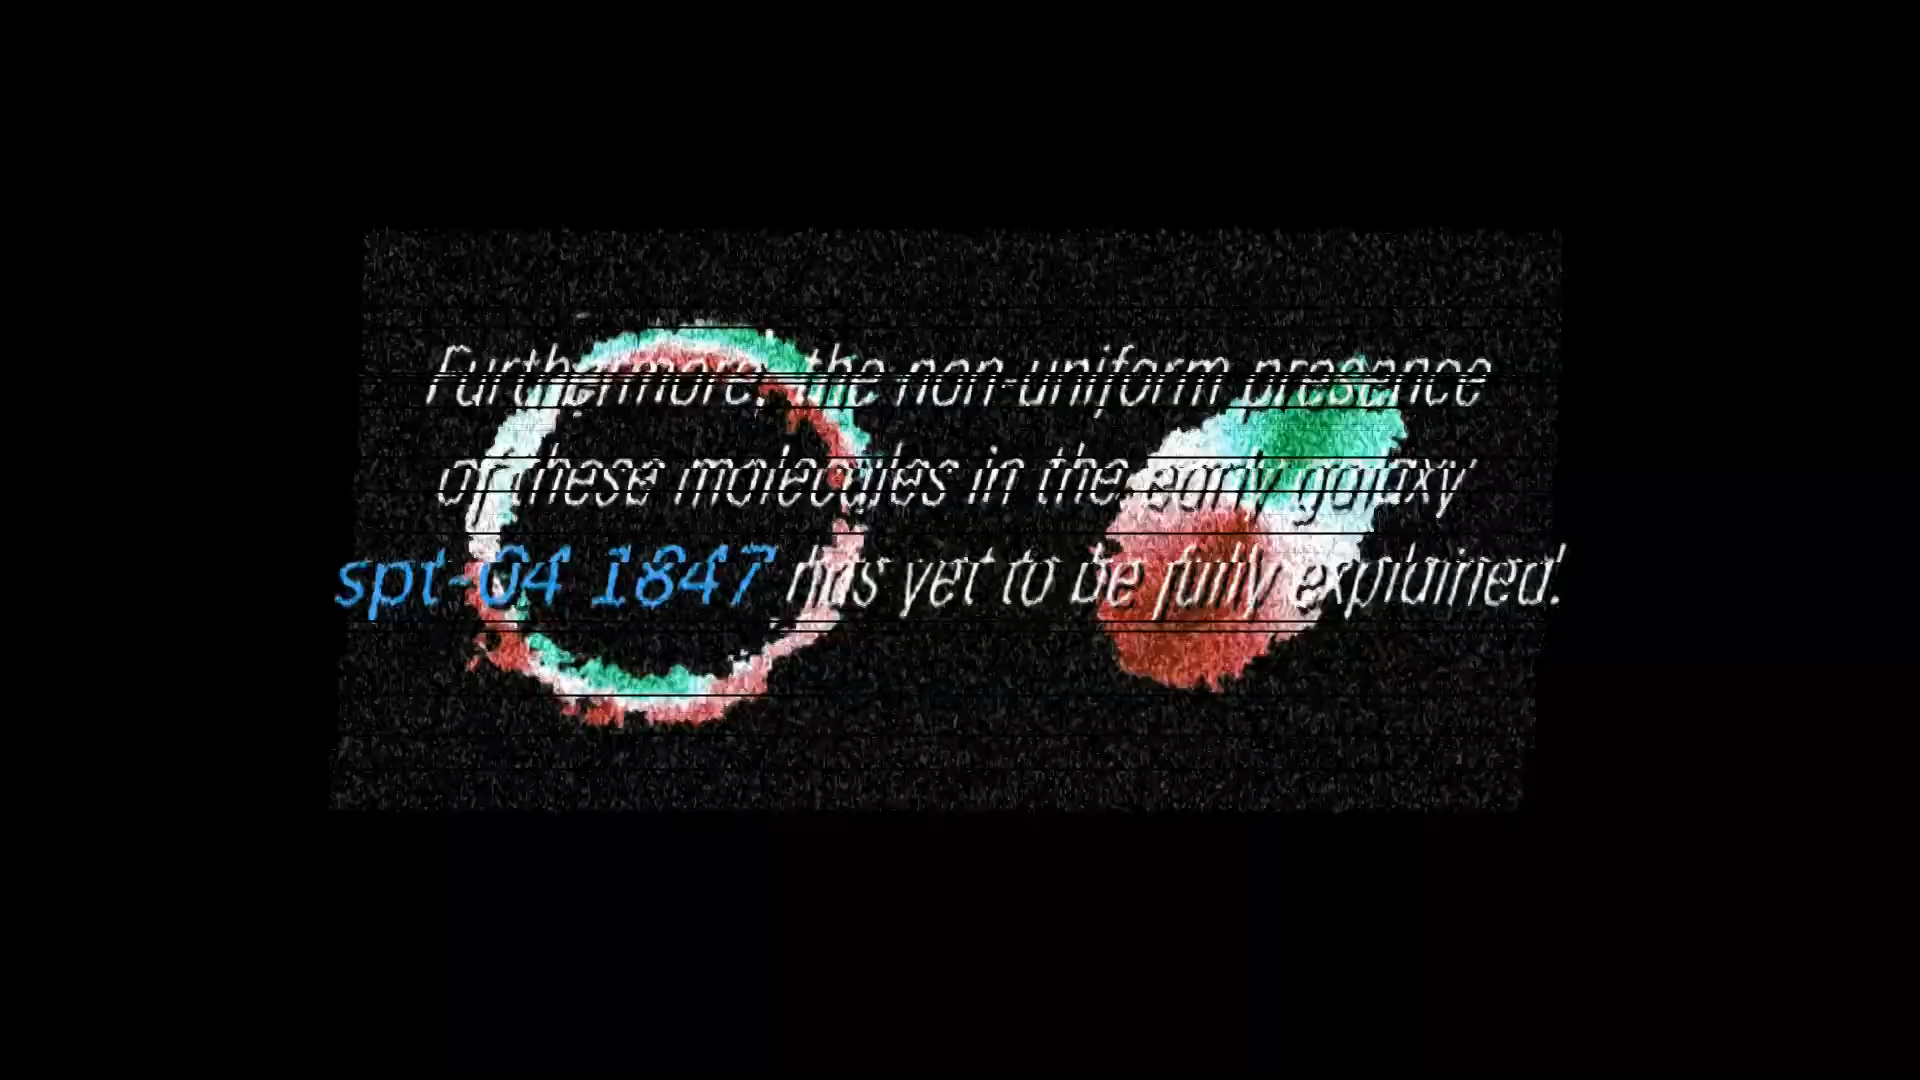 Furthermore, the non-uniform presence
of these molecules in the early galaxy
spt-04 1847 has yet to be fully explained.